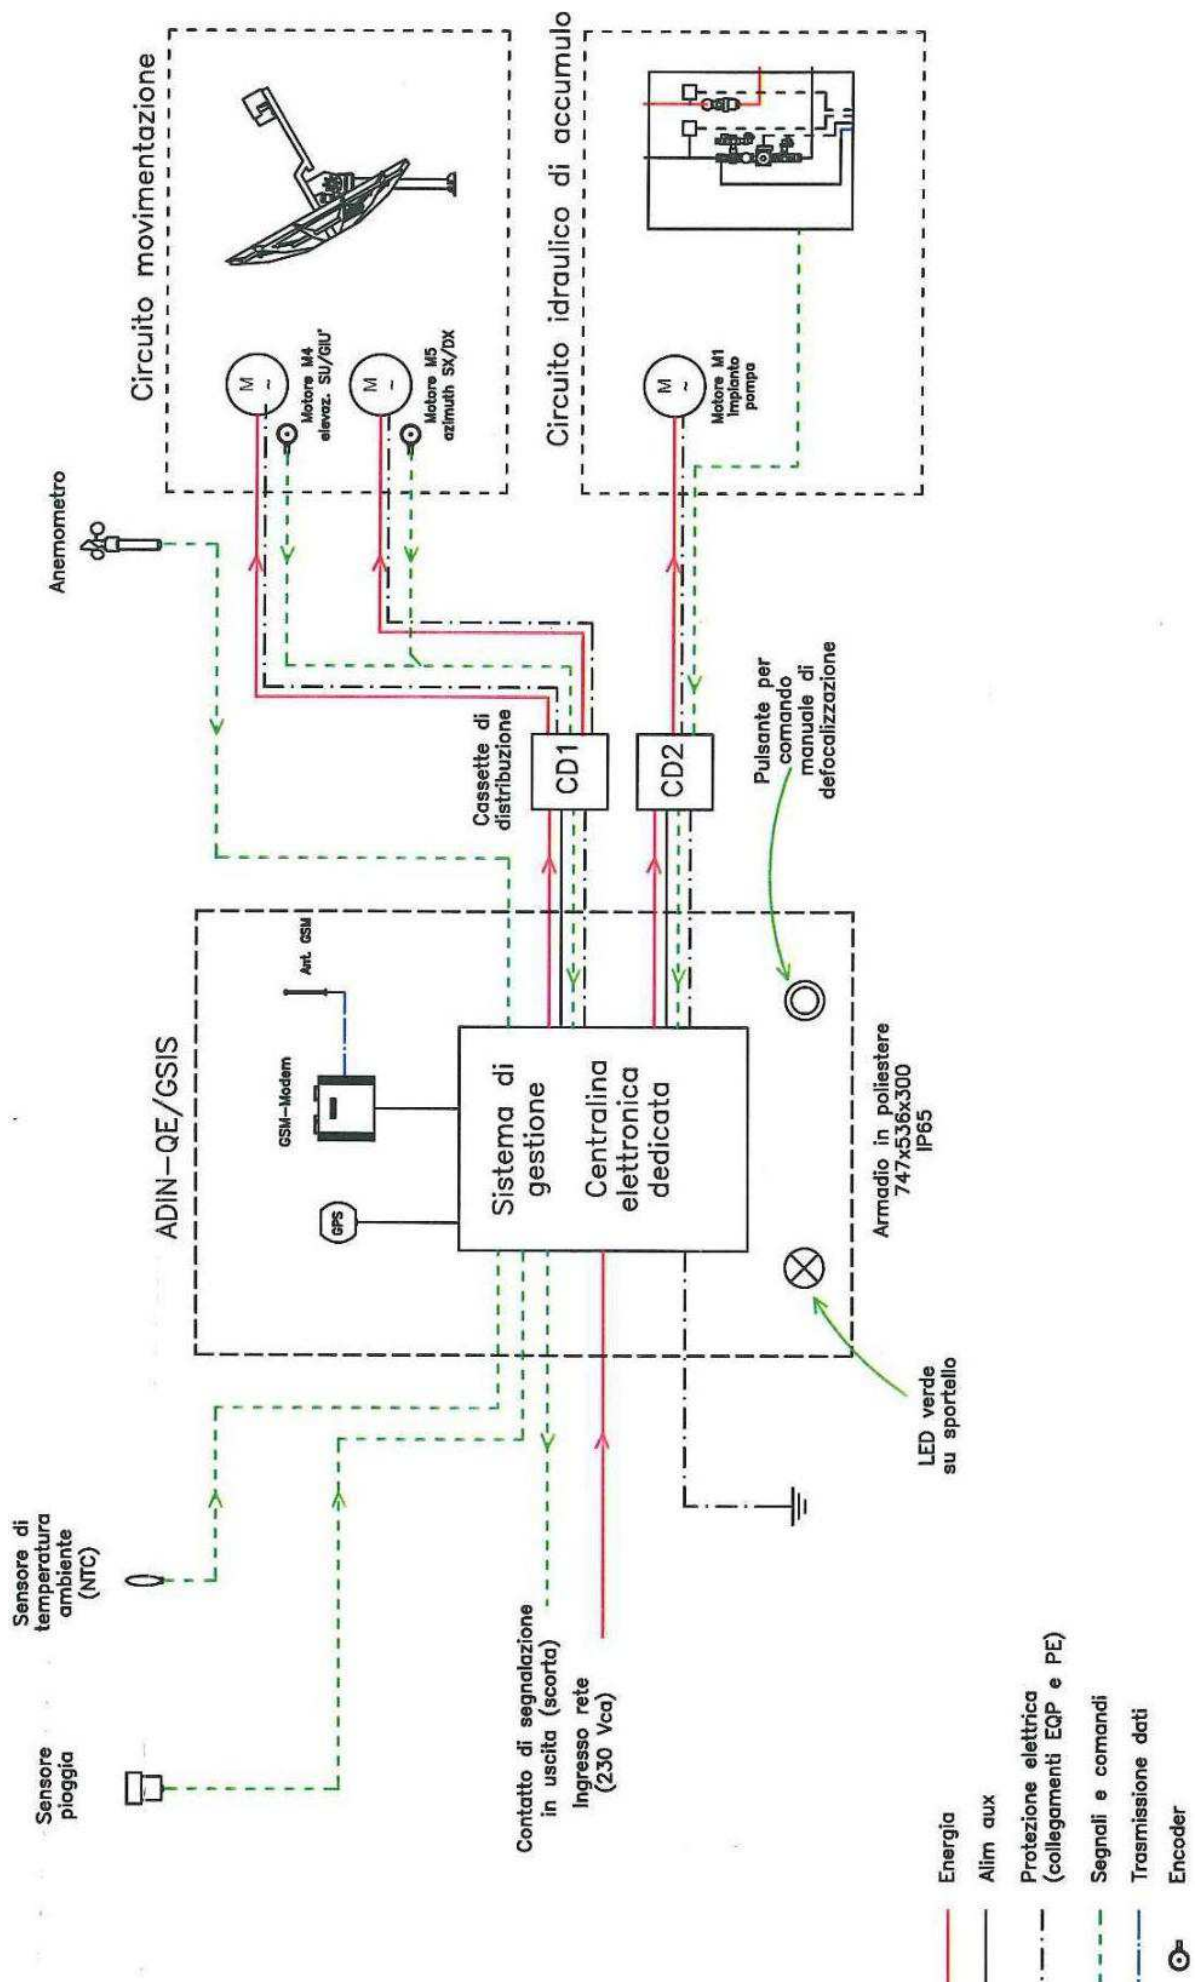 Circuito movimentazione
M
~
Motore M4
elevaz. SU/GIU'
M
~
Motore M5
azimuth SX/DX
Circuito idraulico di accumulo
M
~
Motore M1
impianto
pompa
Anemometro
Cassette di
distribuzione
CD1
CD2
Pulsante per
comando
manuale di
defocalizzazione
ADIN-QE/GSIS
Ant. GSM
GSM-Modem
GPS
Sistema di
gestione
Centralina
elettronica
dedicata
Armadio in poliestere
747x536x300
IP65
LED verde
su sportello
Sensore di
temperatura
ambiente
(NTC)
Sensore
pioggia
Contatto di segnalazione
in uscita (scorta)
Ingresso rete
(230 Vca)
Energia
Alim aux
Protezione elettrica
(collegamenti EQP e PE)
Segnali e comandi
Trasmissione dati
Encoder